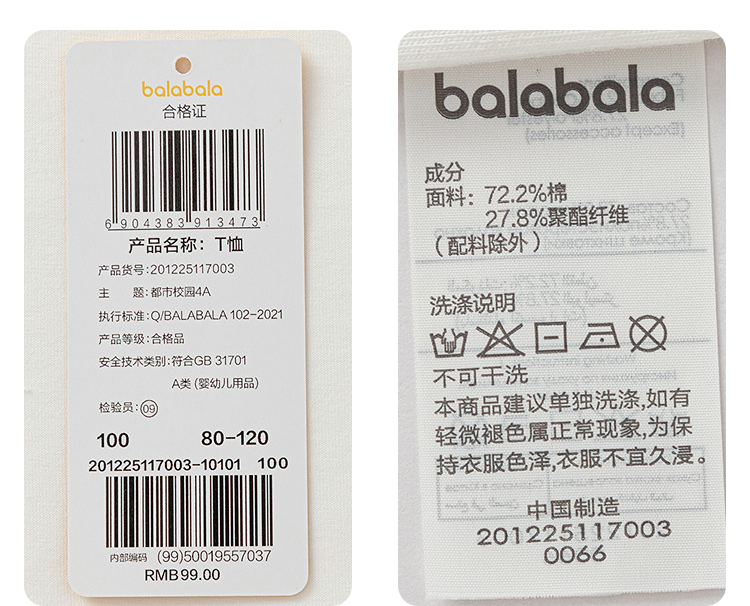 balabala
合格证
6 904383 913473
产品名称：T恤
产品货号:201225117003
主 题:都市校园4A
执行标准:Q/BALABALA 102-2021
产品等级:合格品
安全技术类别:符合GB 31701
A类 (婴幼儿用品)
检验员:09
100 80-120
201225117003-10101 100
内部编码 (99)50019557037
RMB99.00
balabala
成分
面料：72.2%棉
27.8%聚酯纤维
（配料除外）
洗涤说明
不可干洗
本商品建议单独洗涤,如有
轻微褪色属正常现象,为保
持衣服色泽,衣服不宜久浸。
中国制造
201225117003
0066